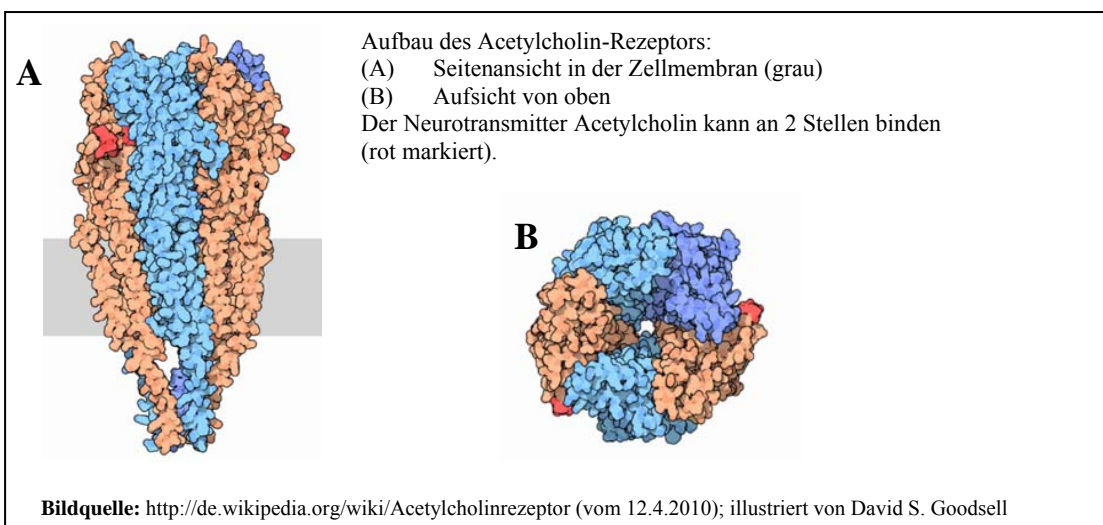 A
Aufbau des Acetylcholin-Rezeptors:
(A) Seitenansicht in der Zellmembran (grau)
(B) Aufsicht von oben
Der Neurotransmitter Acetylcholin kann an 2 Stellen binden
(rot markiert).
B
Bildquelle: http://de.wikipedia.org/wiki/Acetylcholinrezeptor (vom 12.4.2010); illustriert von David S. Goodsell